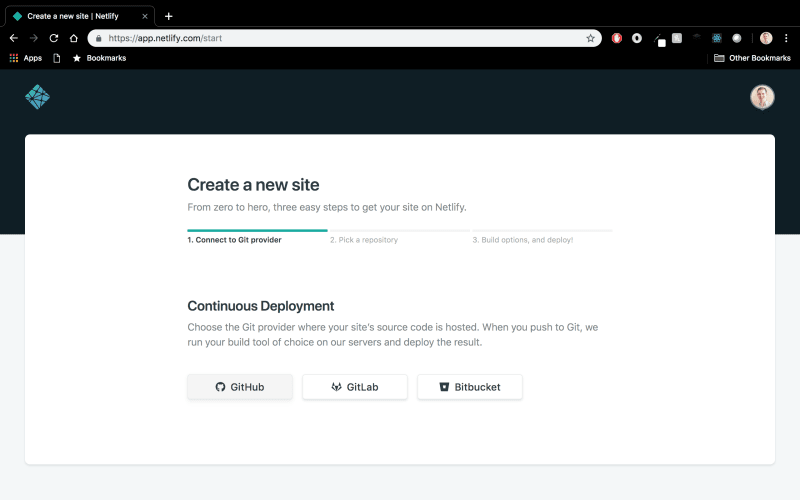 Create a new site | Netlify
https://app.netlify.com/start
Apps
Bookmarks
Other Bookmarks
Create a new site
From zero to hero, three easy steps to get your site on Netlify.
1. Connect to Git provider
2. Pick a repository
3. Build options, and deploy!
Continuous Deployment
Choose the Git provider where your site's source code is hosted. When you push to Git, we
run your build tool of choice on our servers and deploy the result.
GitHub
GitLab
Bitbucket